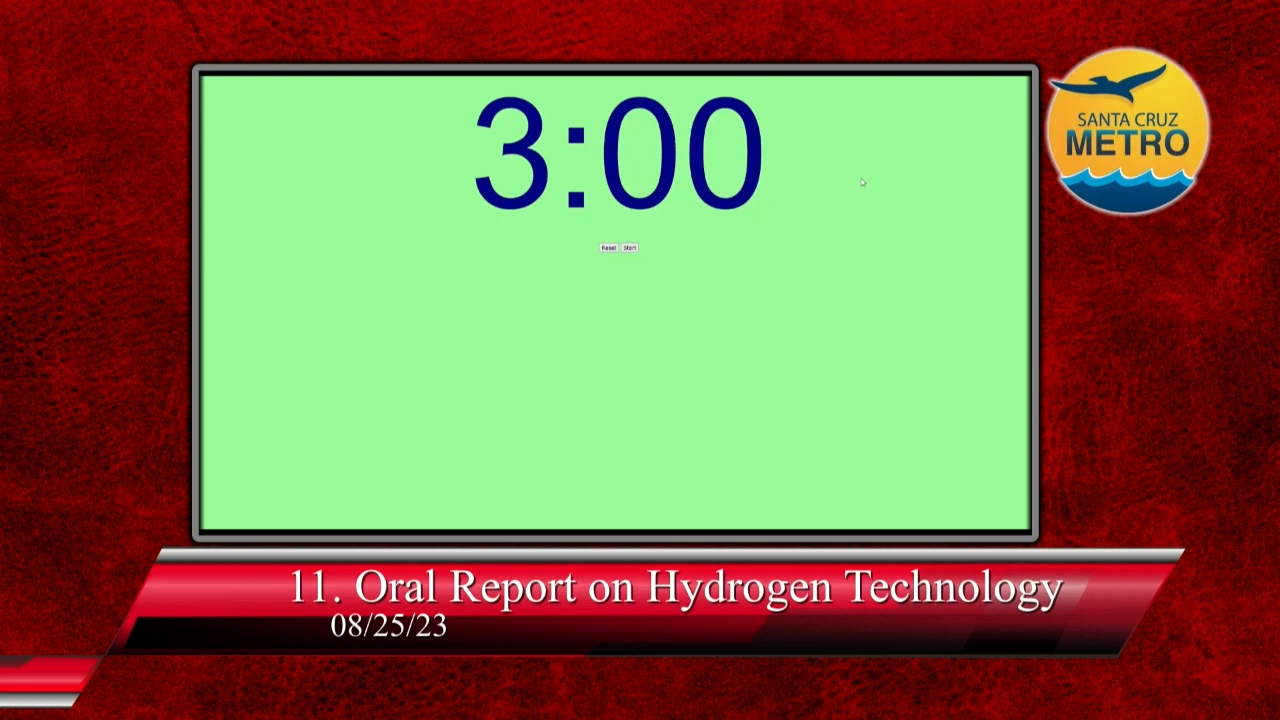 3:00
SANTA CRUZ
METRO
Reset Start
11. Oral Report on Hydrogen Technology
08/25/23